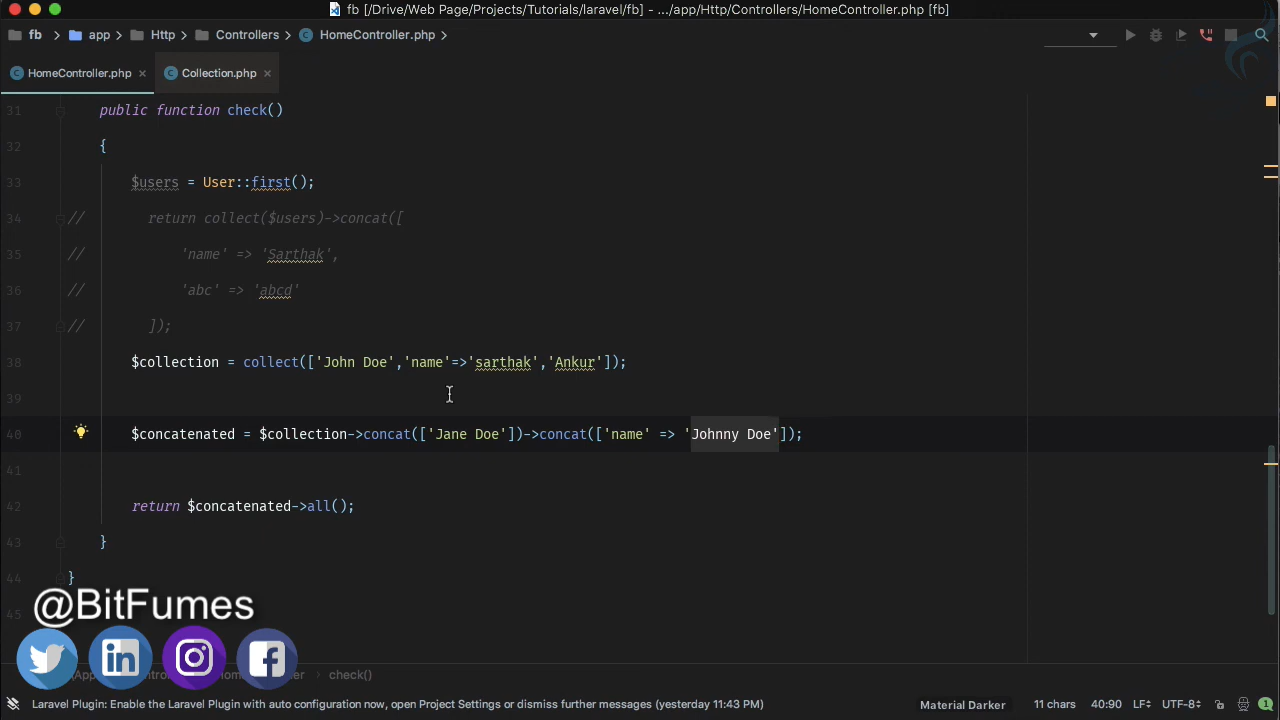 fb [/Drive/Web Page/Projects/Tutorials/laravel/fb] - .../app/Http/Controllers/HomeController.php [fb]
fb > app > Http > Controllers > HomeController.php >
HomeController.php × Collection.php ×
31 public function check()
32 {
33 $users = User::first();
34 // return collect($users)->concat([
35 // 'name' => 'Sarthak',
36 // 'abc' => 'abcd'
37 // ]);
38 $collection = collect(['John Doe','name'=>'sarthak','Ankur']);
39
40 $concatenated = $collection->concat(['Jane Doe'])->concat(['name' => 'Johnny Doe']);
41
42 return $concatenated->all();
43 }
44 }
45
@BitFumes
check()
Laravel Plugin: Enable the Laravel Plugin with auto configuration now, open Project Settings or dismiss further messages (yesterday 11:43 PM) Material Darker 11 chars 40:90 LF÷ UTF-8÷ 1